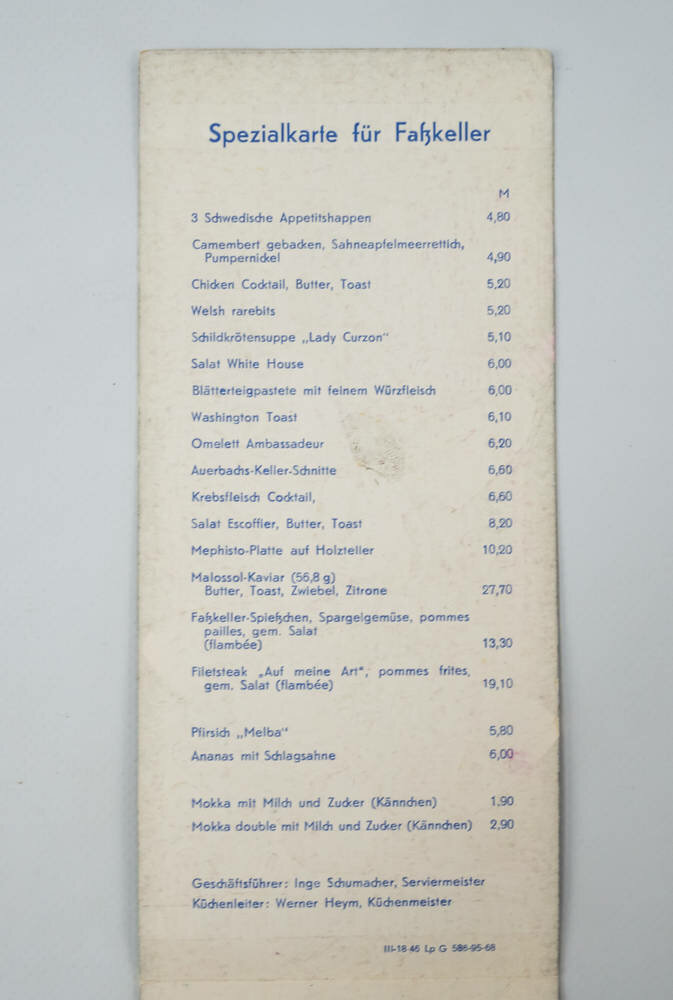 Spezialkarte für Faßkeller
M
3 Schwedische Appetitshappen 4,80
Camembert gebacken, Sahneapfelmeerrettich,
Pumpernickel 4,90
Chicken Cocktail, Butter, Toast 5,20
Welsh rarebits 5,20
Schildkrötensuppe „Lady Curzon" 5,10
Salat White House 6,00
Blätterteigpastete mit feinem Würzfleisch 6,00
Washington Toast 6,10
Omelett Ambassadeur 6,20
Auerbachs-Keller-Schnitte 6,60
Krebsfleisch Cocktail, 6,60
Salat Escoffier, Butter, Toast 8,20
Mephisto-Platte auf Holzteller 10,20
Malossol-Kaviar (56,8 g)
Butter, Toast, Zwiebel, Zitrone 27,70
Faßkeller-Spießchen, Spargelgemüse, pommes
pailles, gem. Salat
(flambée) 13,30
Filetsteak „Auf meine Art", pommes frites,
gem. Salat (flambée) 19,10
Pfirsich „Melba" 5,80
Ananas mit Schlagsahne 6,00
Mokka mit Milch und Zucker (Kännchen) 1,90
Mokka double mit Milch und Zucker (Kännchen) 2,90
Geschäftsführer: Inge Schumacher, Serviermeister
Küchenleiter: Werner Heym, Küchenmeister
III-18-46 Lp G 586-95-68